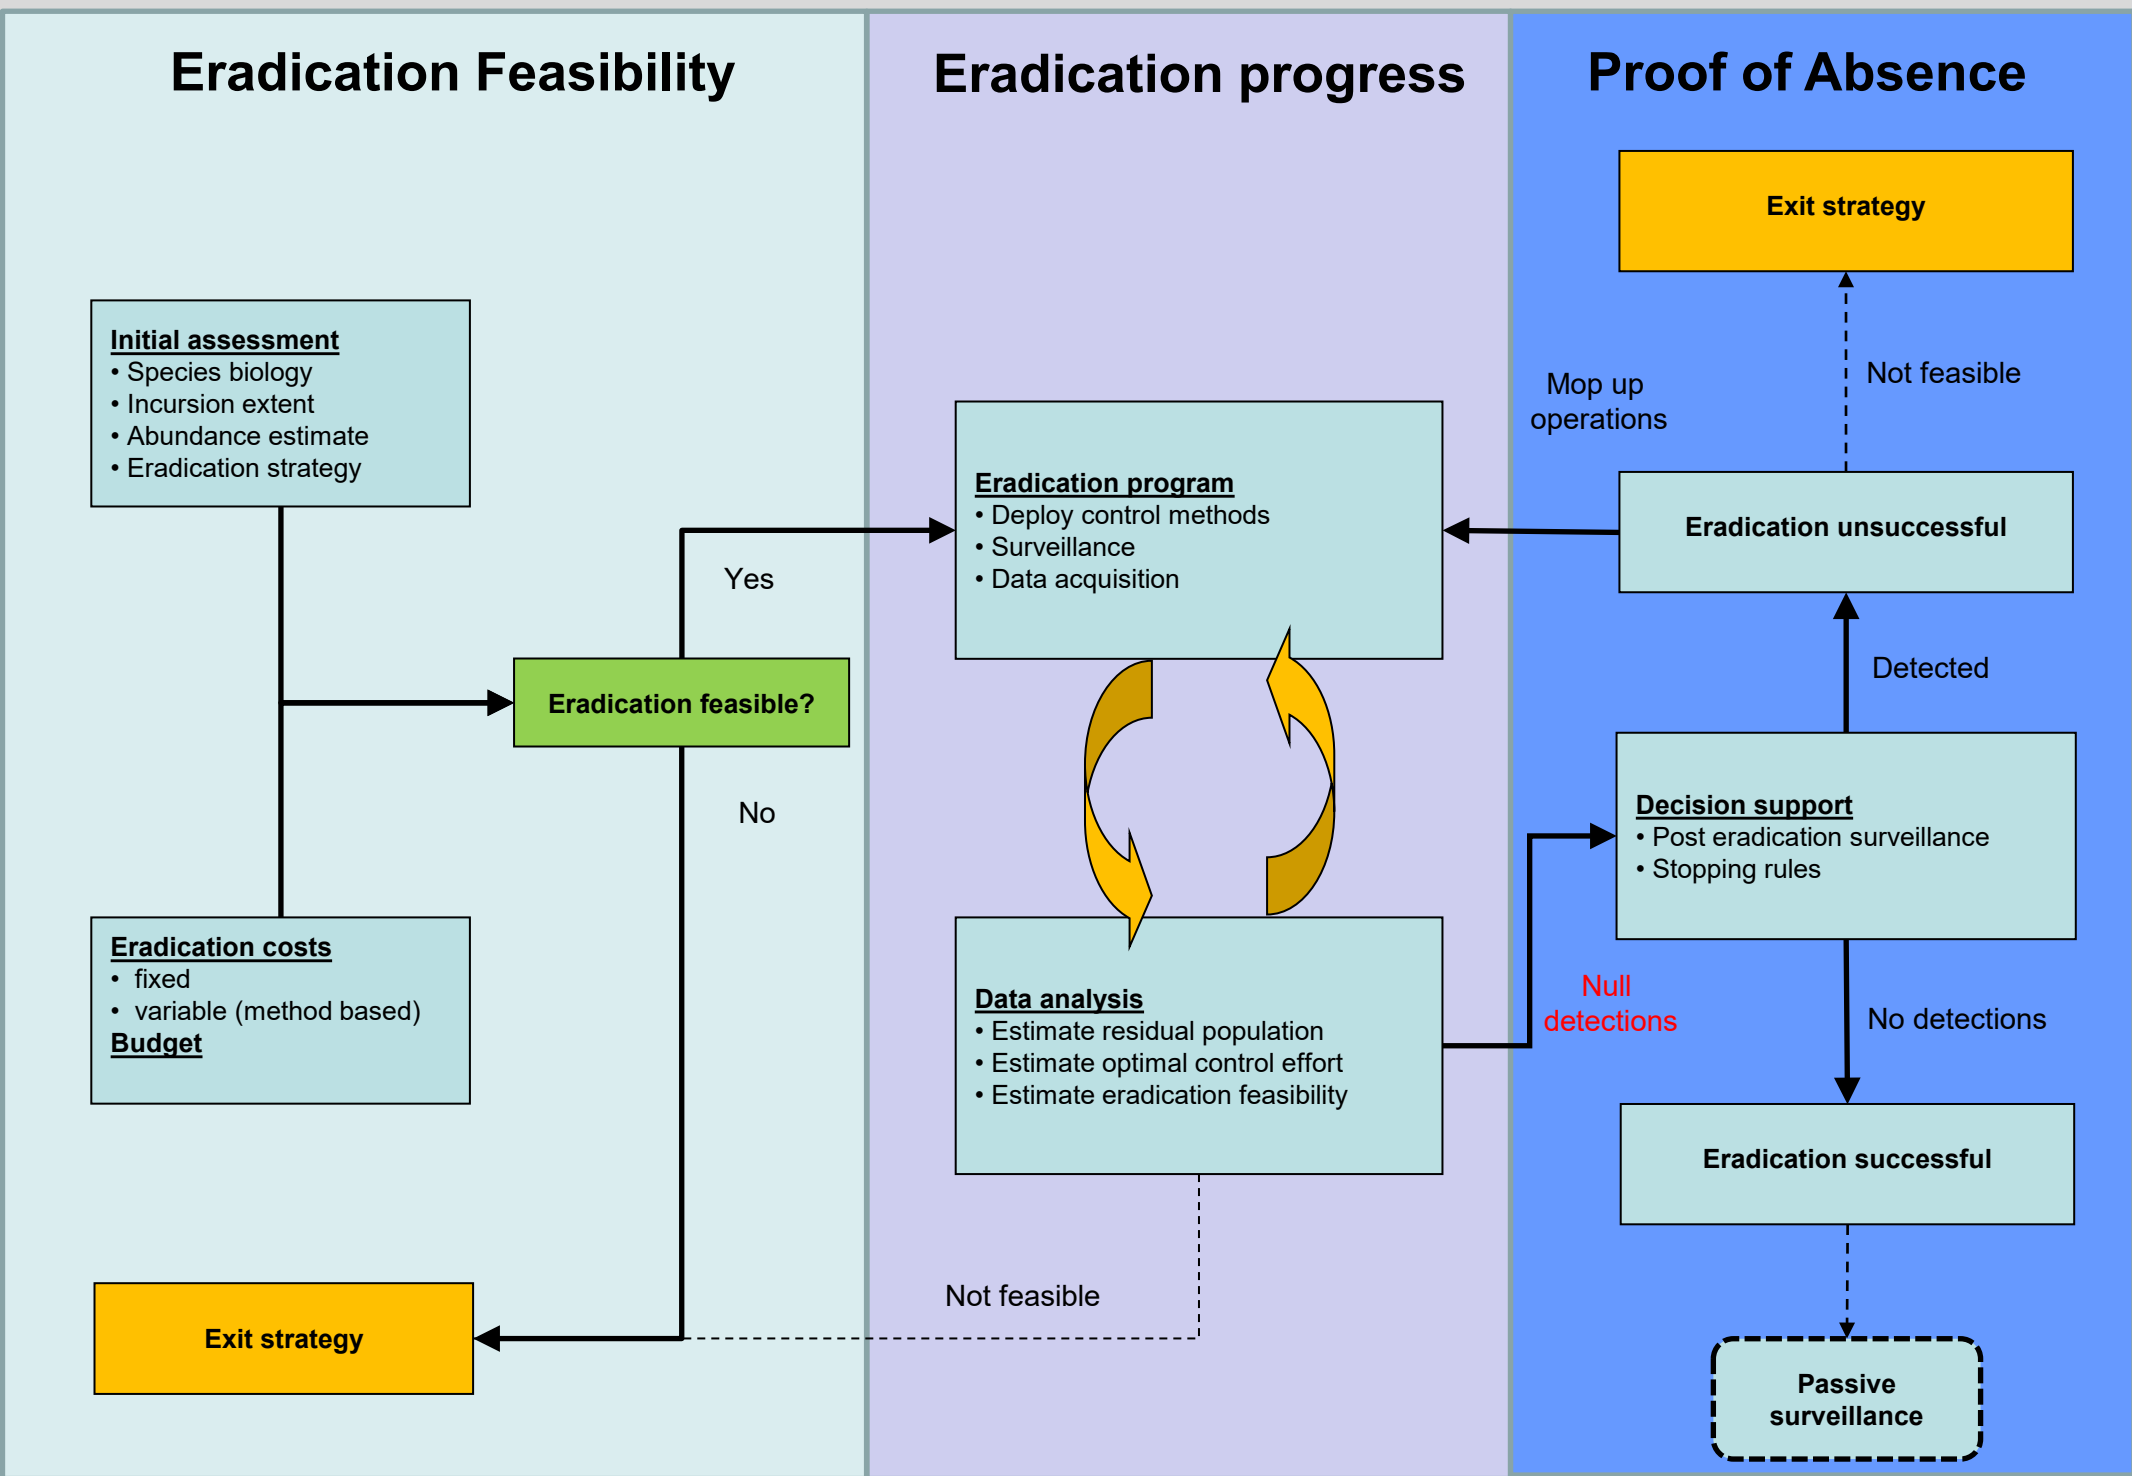 Eradication Feasibility
Initial assessment
• Species biology
• Incursion extent
• Abundance estimate
• Eradication strategy
Yes
Eradication feasible?
No
Eradication costs
• fixed
• variable (method based)
Budget
Exit strategy
Eradication progress
Eradication program
• Deploy control methods
• Surveillance
• Data acquisition
Data analysis
• Estimate residual population
• Estimate optimal control effort
• Estimate eradication feasibility
Not feasible
Proof of Absence
Exit strategy
Not feasible
Mop up
operations
Eradication unsuccessful
Detected
Decision support
• Post eradication surveillance
• Stopping rules
Null
detections
No detections
Eradication successful
Passive
surveillance